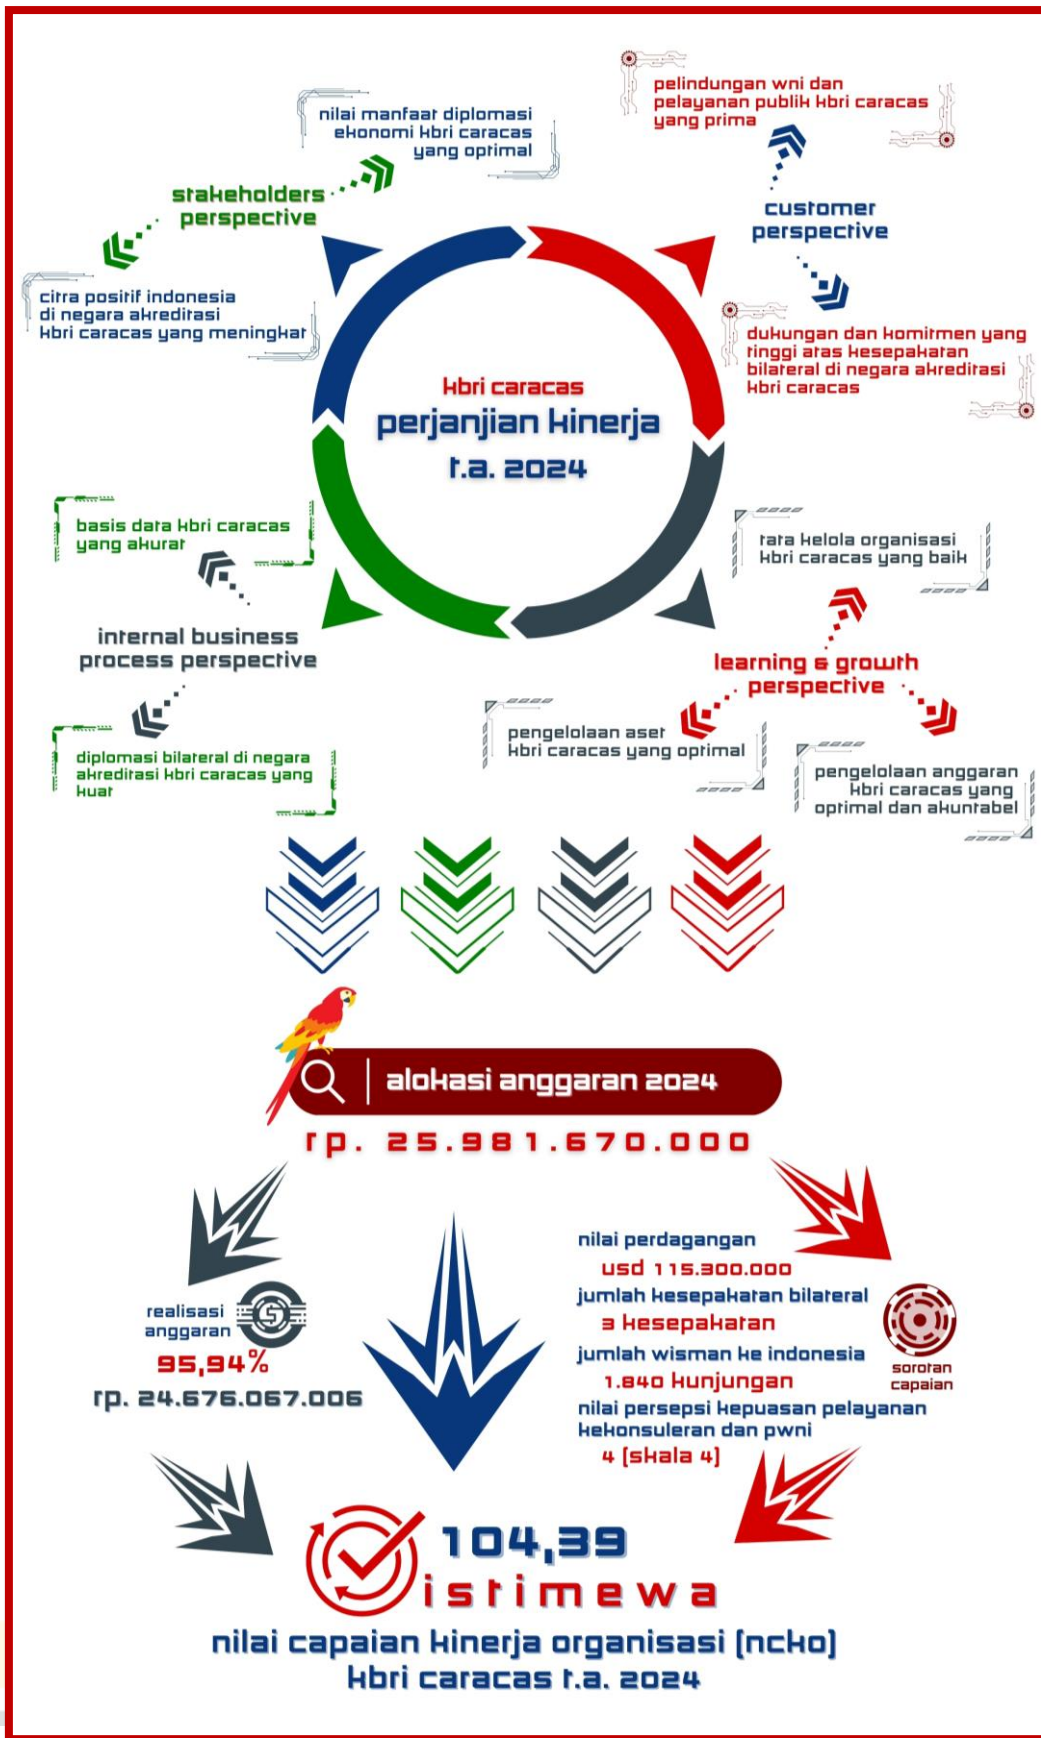 pelindungan wni dan
pelayanan publik kbri caracas
yang prima
nilai manfaat diplomasi
ekonomi kbri caracas
yang optimal
stakeholders
perspective
customer
perspective
citra positif indonesia
di negara akreditasi
kbri caracas yang meningkat
dukungan dan komitmen yang
tinggi atas kesepakatan
bilateral di negara akreditasi
kbri caracas
kbri caracas
perjanjian kinerja
t.a. 2024
basis data kbri caracas
yang akurat
tata kelola organisasi
kbri caracas yang baik
internal business
process perspective
learning & growth
perspective
pengelolaan aset
kbri caracas yang optimal
diplomasi bilateral di negara
akreditasi kbri caracas yang
kuat
pengelolaan anggaran
kbri caracas yang
optimal dan akuntabel
alokasi anggaran 2024
rp. 25.981.670.000
nilai perdagangan
usd 115.300.000
jumlah kesepakatan bilateral
3 kesepakatan
jumlah wisman ke indonesia
1.840 kunjungan
nilai persepsi kepuasan pelayanan
kekonsuleran dan pwni
4 (skala 4)
sorotan
capaian
realisasi
anggaran
95,94%
rp. 24.676.067.006
104,39
istimewa
nilai capaian kinerja organisasi (ncko)
kbri caracas t.a. 2024